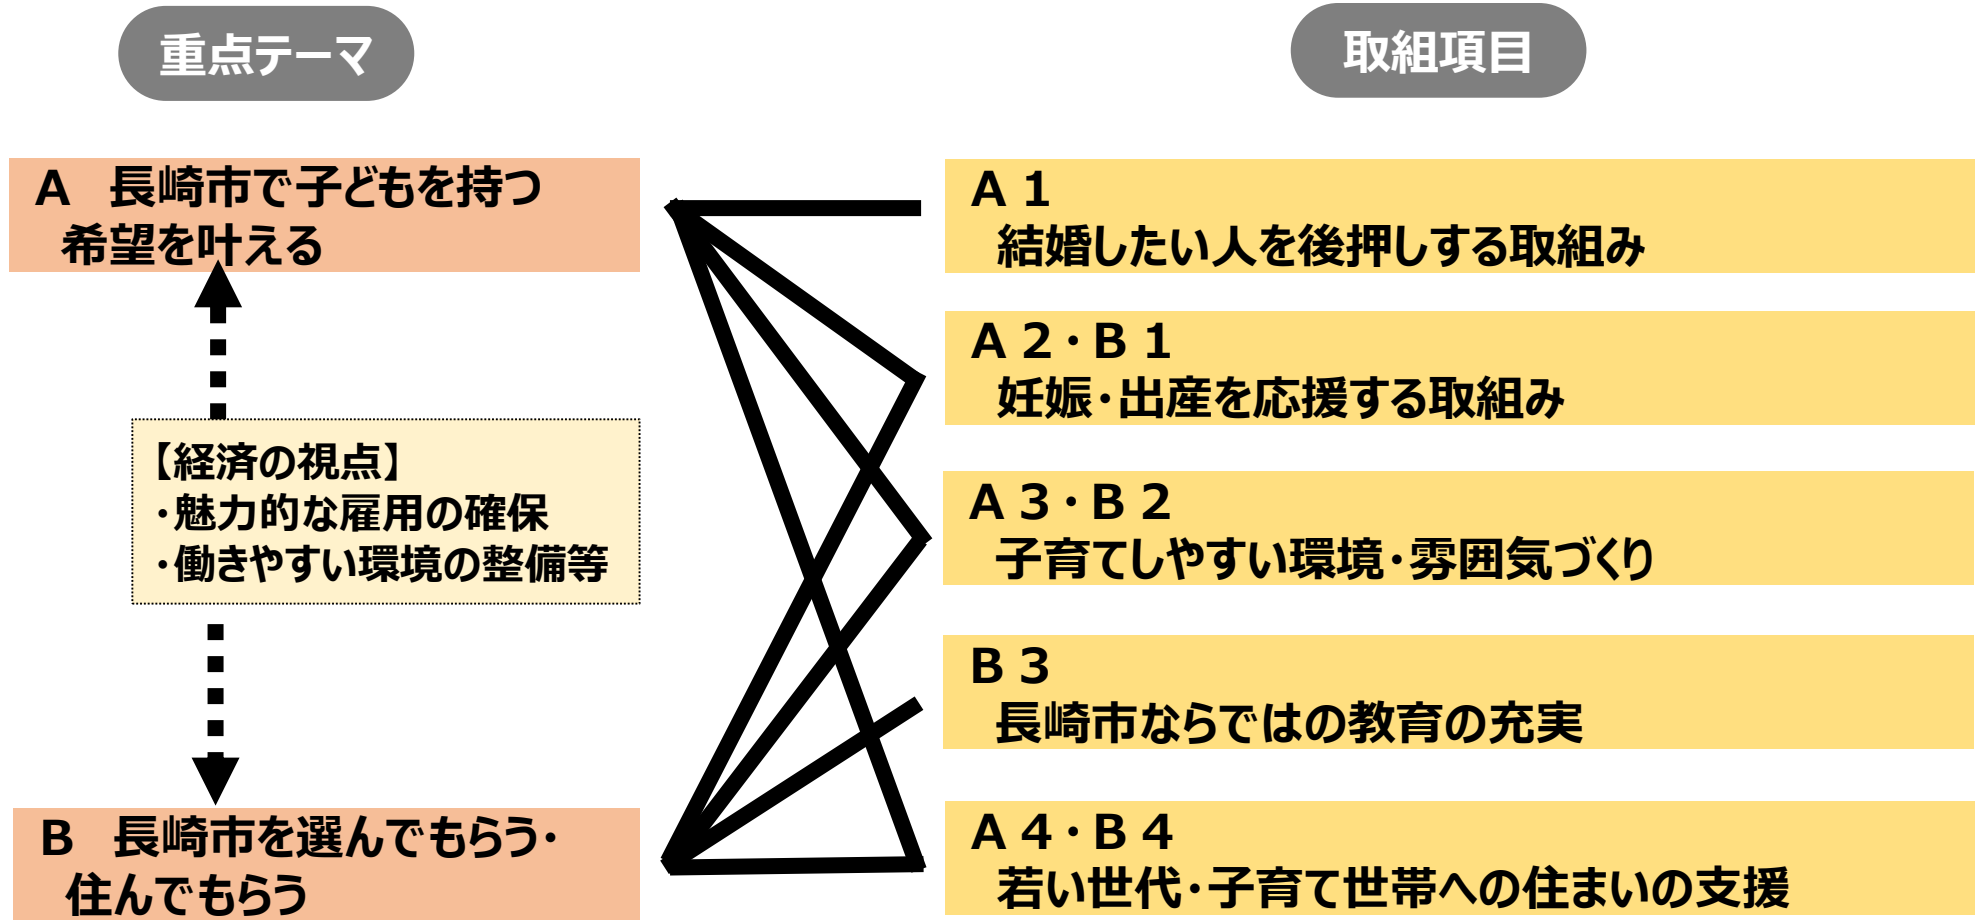 重点テーマ
取組項目
A　長崎市で子どもを持つ
希望を叶える
【経済の視点】
・魅力的な雇用の確保
・働きやすい環境の整備等
B　長崎市を選んでもらう・
住んでもらう
A１
結婚したい人を後押しする取組み
A２・B１
妊娠・出産を応援する取組み
A３・B２
子育てしやすい環境・雰囲気づくり
B３
長崎市ならではの教育の充実
A４・B４
若い世代・子育て世帯への住まいの支援